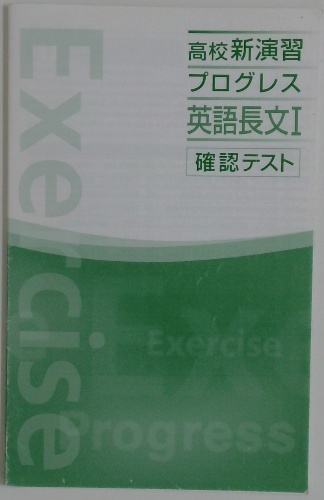 高校 新演習
プログレス
英語長文Ⅰ
確認テスト
Exercise
Exercise
Progress